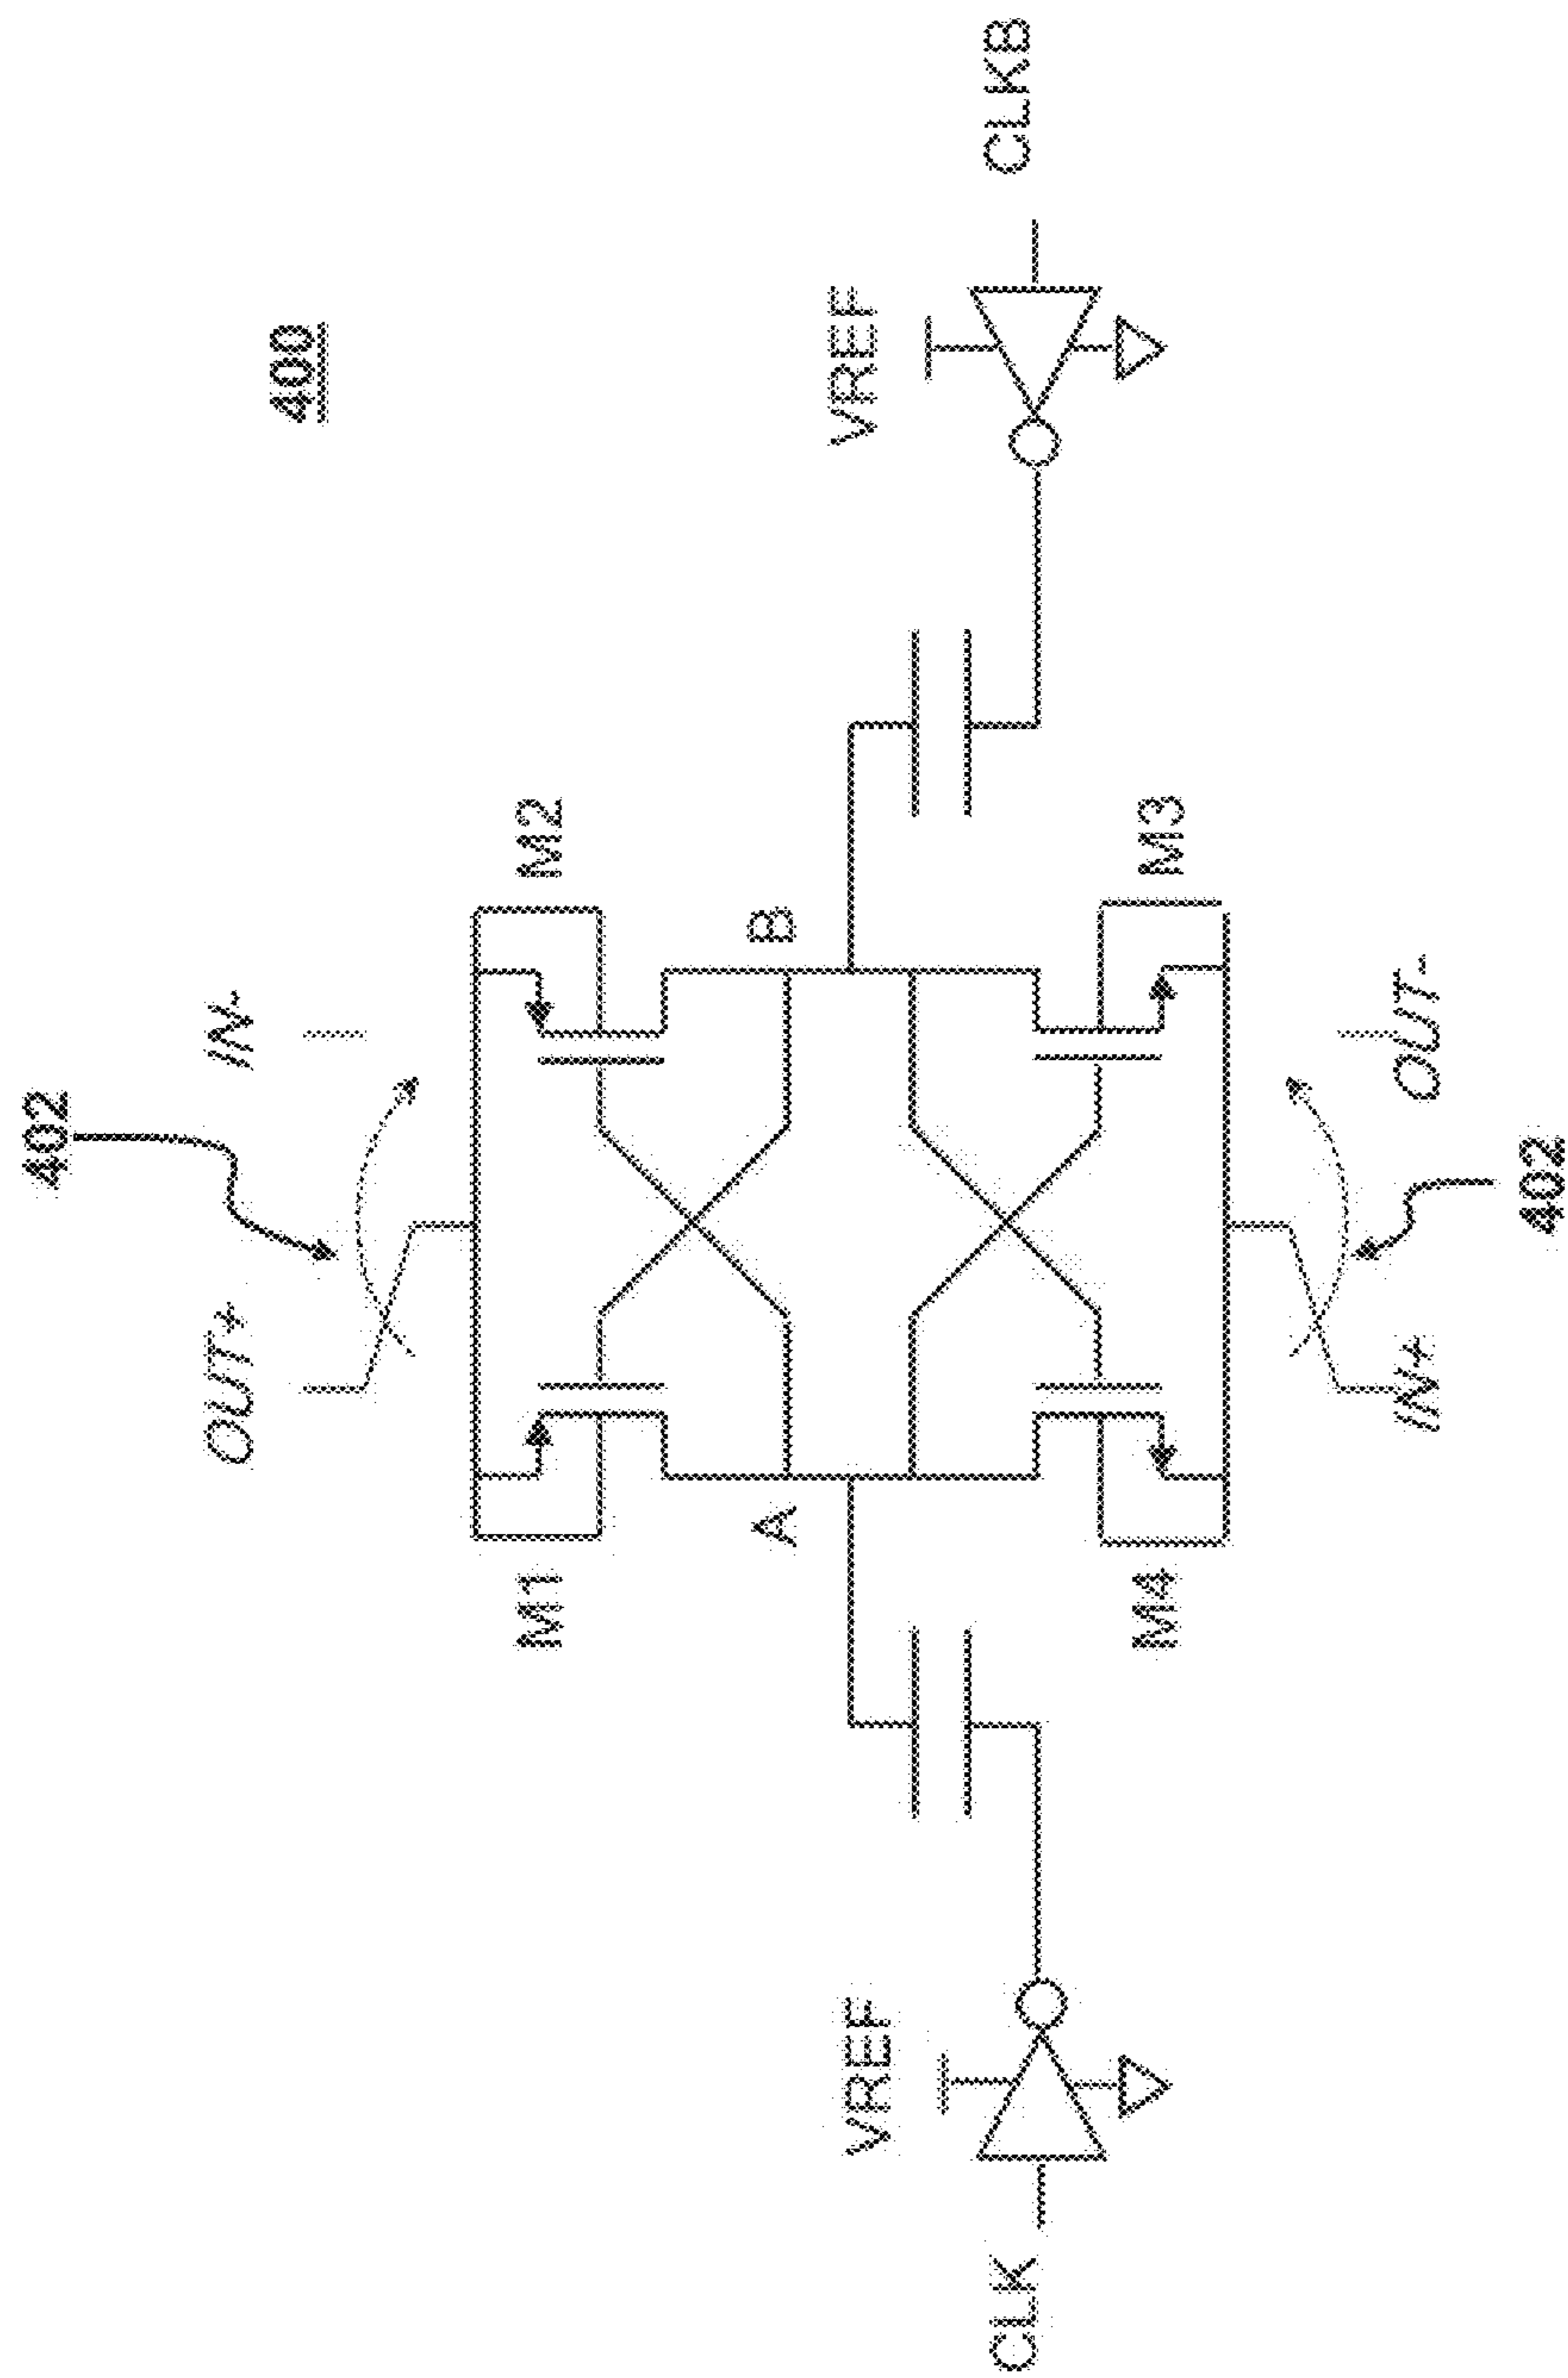 400
402
OUT+
IN-
M1
M2
A
B
VREF
VREF
CLK
CLKB
M4
M3
IN+
OUT-
402